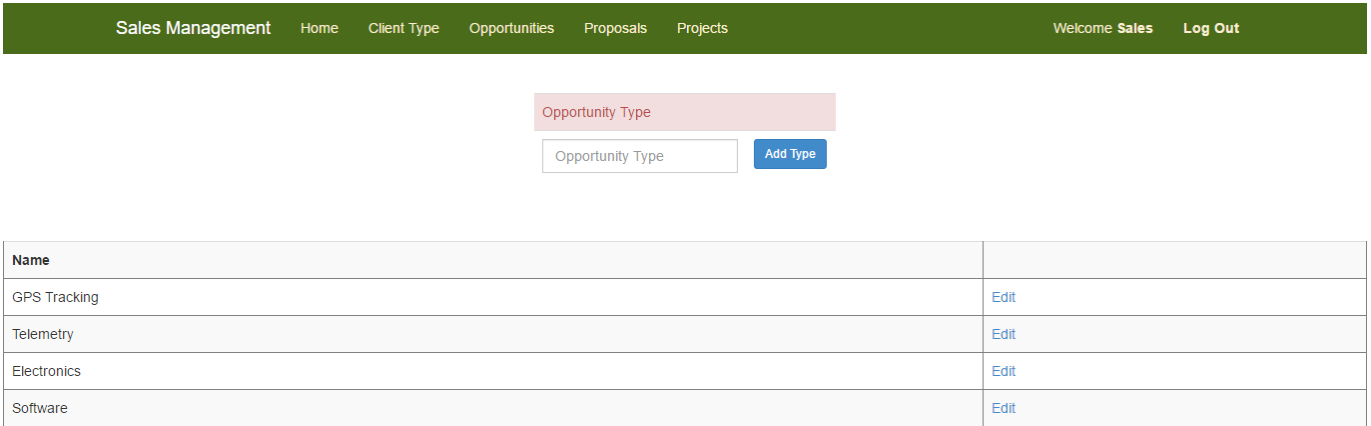 Sales Management Home Client Type Opportunities Proposals Projects Welcome Sales Log Out
Opportunity Type
Opportunity Type Add Type
Name
GPS Tracking Edit
Telemetry Edit
Electronics Edit
Software Edit